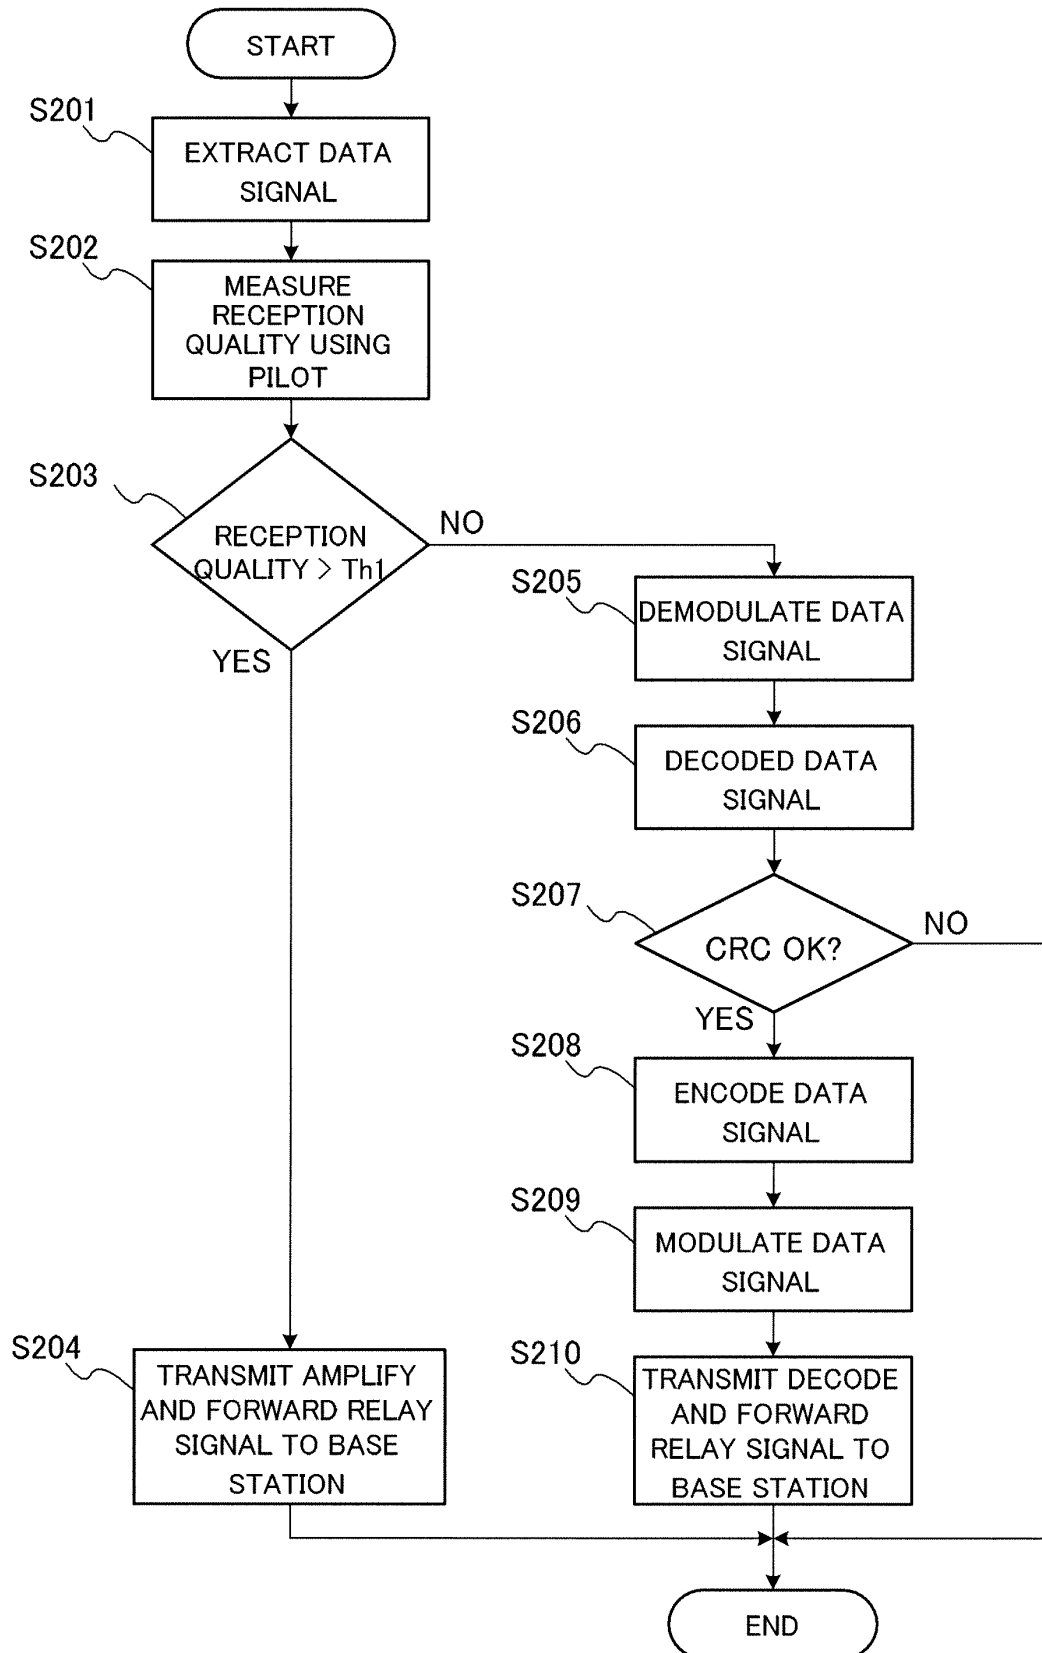 START
S201
EXTRACT DATA
SIGNAL
S202
MEASURE
RECEPTION
QUALITY USING
PILOT
S203
RECEPTION
QUALITY > Th1
NO
YES
S205
DEMODULATE DATA
SIGNAL
S206
DECODED DATA
SIGNAL
S207
CRC OK?
NO
YES
S208
ENCODE DATA
SIGNAL
S209
MODULATE DATA
SIGNAL
S204
TRANSMIT AMPLIFY
AND FORWARD RELAY
SIGNAL TO BASE
STATION
S210
TRANSMIT DECODE
AND FORWARD
RELAY SIGNAL TO
BASE STATION
END